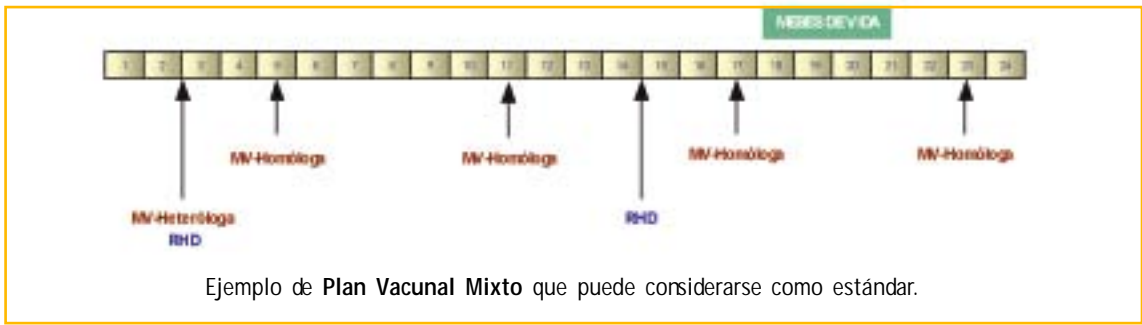 MESES DE VIDA
1 2 3 4 5 6 7 8 9 10 11 12 13 14 15 16 17 18 19 20 21 22 23 24
MV-Homóloga MV-Homóloga MV-Homóloga MV-Homóloga
MV-Heteróloga RHD
RHD
Ejemplo de Plan Vacunal Mixto que puede considerarse como estándar.